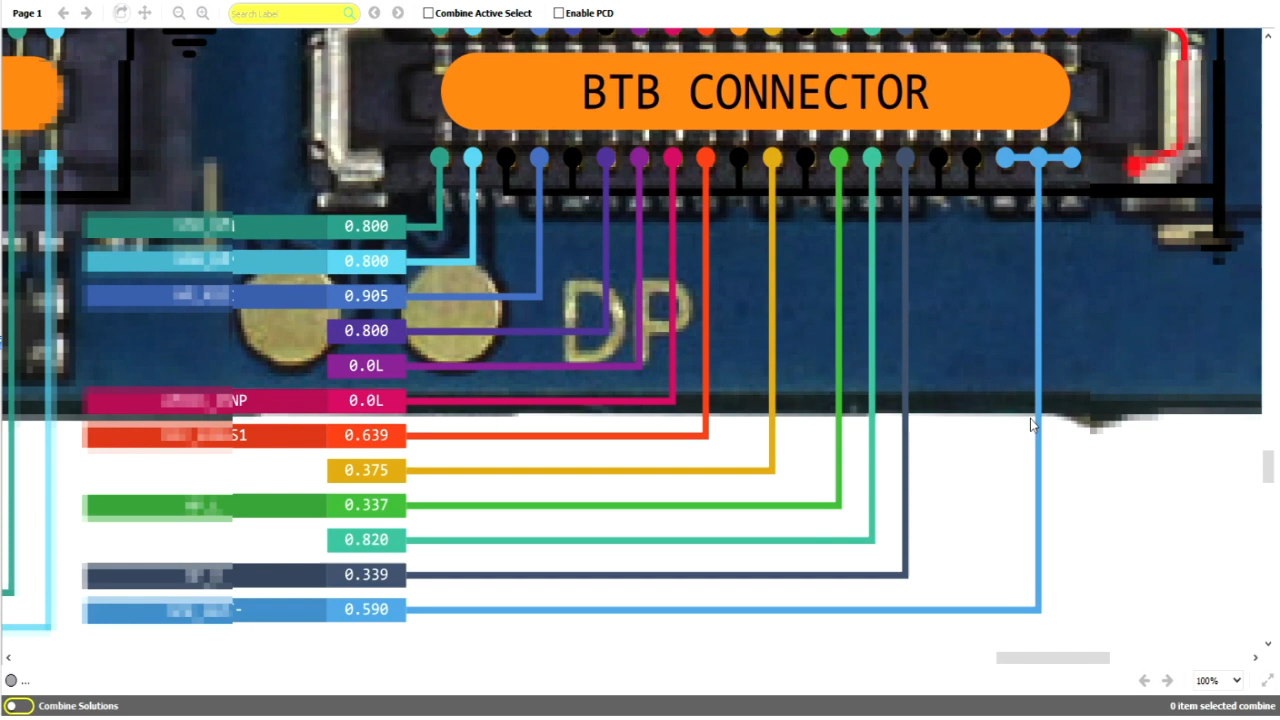 Page 1
Search Label
Combine Active Select
Enable PCD
BTB CONNECTOR
0.800
0.800
0.905
DP
0.800
0.0L
NP 0.0L
S1 0.639
0.375
0.337
0.820
0.339
- 0.590
...
100%
Combine Solutions
0 item selected combine